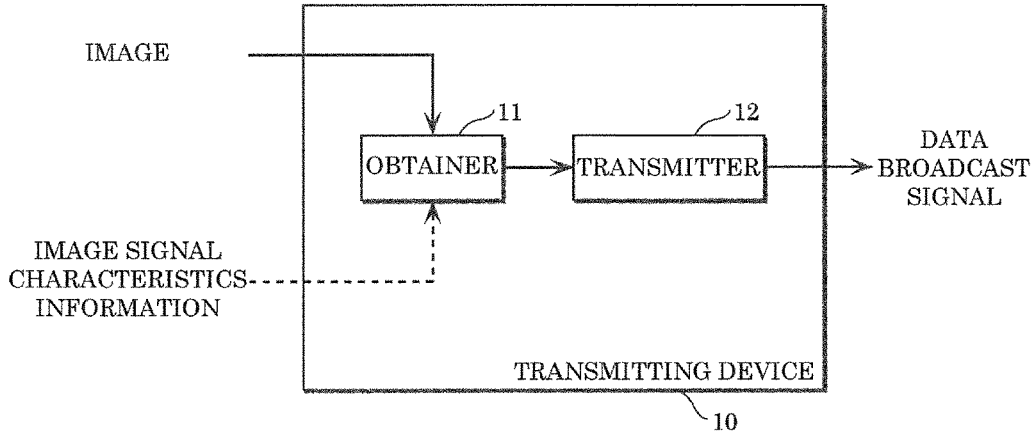 IMAGE
11
12
OBTAINER
TRANSMITTER
DATA
BROADCAST
SIGNAL
IMAGE SIGNAL
CHARACTERISTICS
INFORMATION
TRANSMITTING DEVICE
10